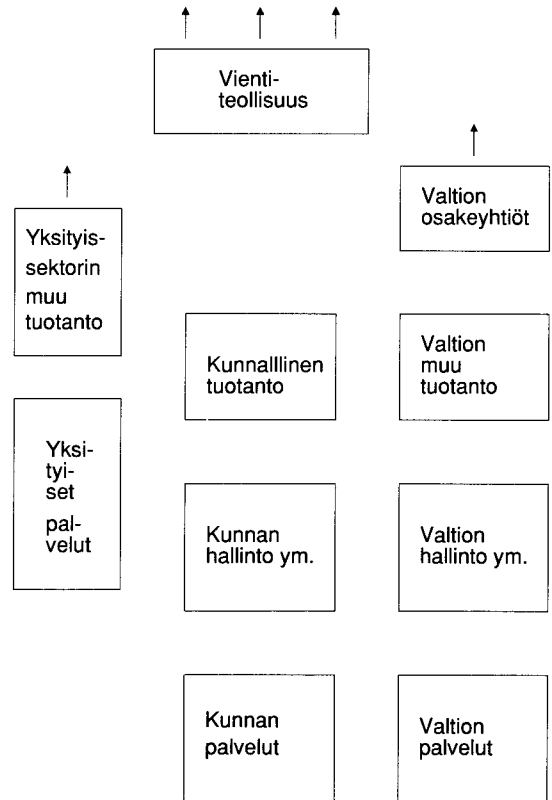 Vienti-
teollisuus
Valtion
osakeyhtiöt
Yksityis-
sektorin
muu
tuotanto
Kunnalllinen
tuotanto
Valtion
muu
tuotanto
Yksi-
tyi-
set
pal-
velut
Kunnan
hallinto ym.
Valtion
hallinto ym.
Kunnan
palvelut
Valtion
palvelut